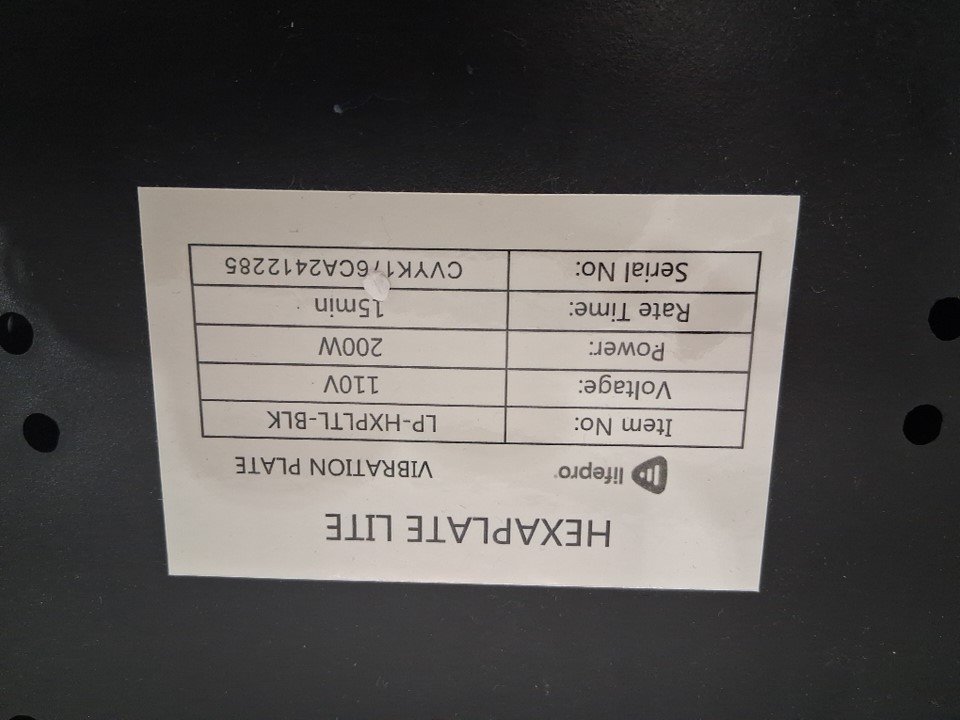 HEXAPLATE LITE
lifepro VIBRATION PLATE
Item No: LP-HXPLTL-BLK
Voltage: 110V
Power: 200W
Rate Time: 15min
Serial No: CVYK176CA2412285